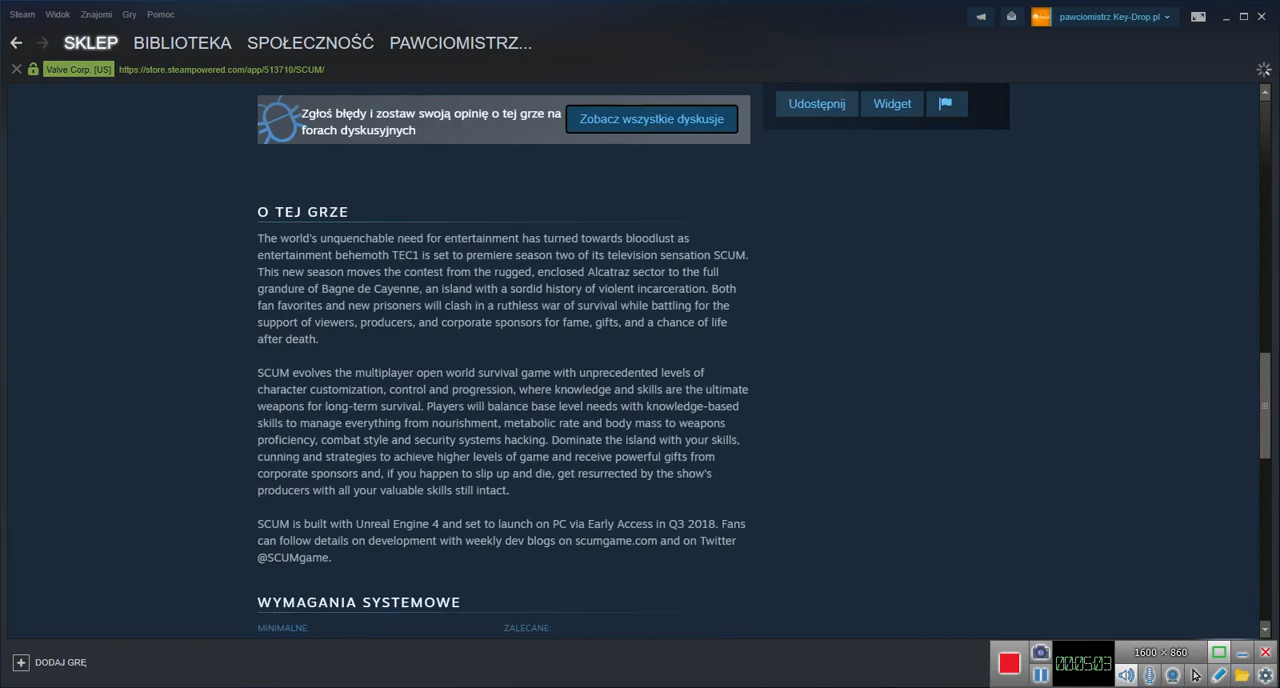 Steam Widok Znajomi Gry Pomoc
pawciomistrz Key-Drop.pl
SKLEP BIBLIOTEKA SPOŁECZNOŚĆ PAWCIOMISTRZ...
Valve Corp. [US] https://store.steampowered.com/app/513710/SCUM/
Zgłoś błędy i zostaw swoją opinię o tej grze na
forach dyskusyjnych
Zobacz wszystkie dyskusje
Udostępnij Widget
O TEJ GRZE
The world's unquenchable need for entertainment has turned towards bloodlust as
entertainment behemoth TEC1 is set to premiere season two of its television sensation SCUM.
This new season moves the contest from the rugged, enclosed Alcatraz sector to the full
grandure of Bagne de Cayenne, an island with a sordid history of violent incarceration. Both
fan favorites and new prisoners will clash in a ruthless war of survival while battling for the
support of viewers, producers, and corporate sponsors for fame, gifts, and a chance of life
after death.
SCUM evolves the multiplayer open world survival game with unprecedented levels of
character customization, control and progression, where knowledge and skills are the ultimate
weapons for long-term survival. Players will balance base level needs with knowledge-based
skills to manage everything from nourishment, metabolic rate and body mass to weapons
proficiency, combat style and security systems hacking. Dominate the island with your skills,
cunning and strategies to achieve higher levels of game and receive powerful gifts from
corporate sponsors and, if you happen to slip up and die, get resurrected by the show's
producers with all your valuable skills still intact.
SCUM is built with Unreal Engine 4 and set to launch on PC via Early Access in Q3 2018. Fans
can follow details on development with weekly dev blogs on scumgame.com and on Twitter
@SCUMgame.
WYMAGANIA SYSTEMOWE
MINIMALNE: ZALECANE:
DODAJ GRĘ
1600 × 860
00:05:03